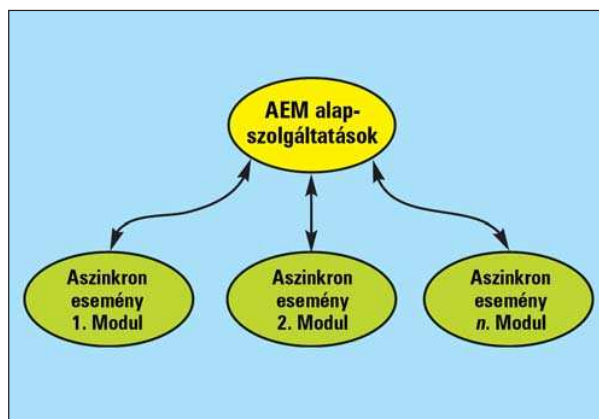 AEM alap-
szolgáltatások
Aszinkron
esemény
1. Modul
Aszinkron
esemény
2. Modul
Aszinkron
esemény
n. Modul